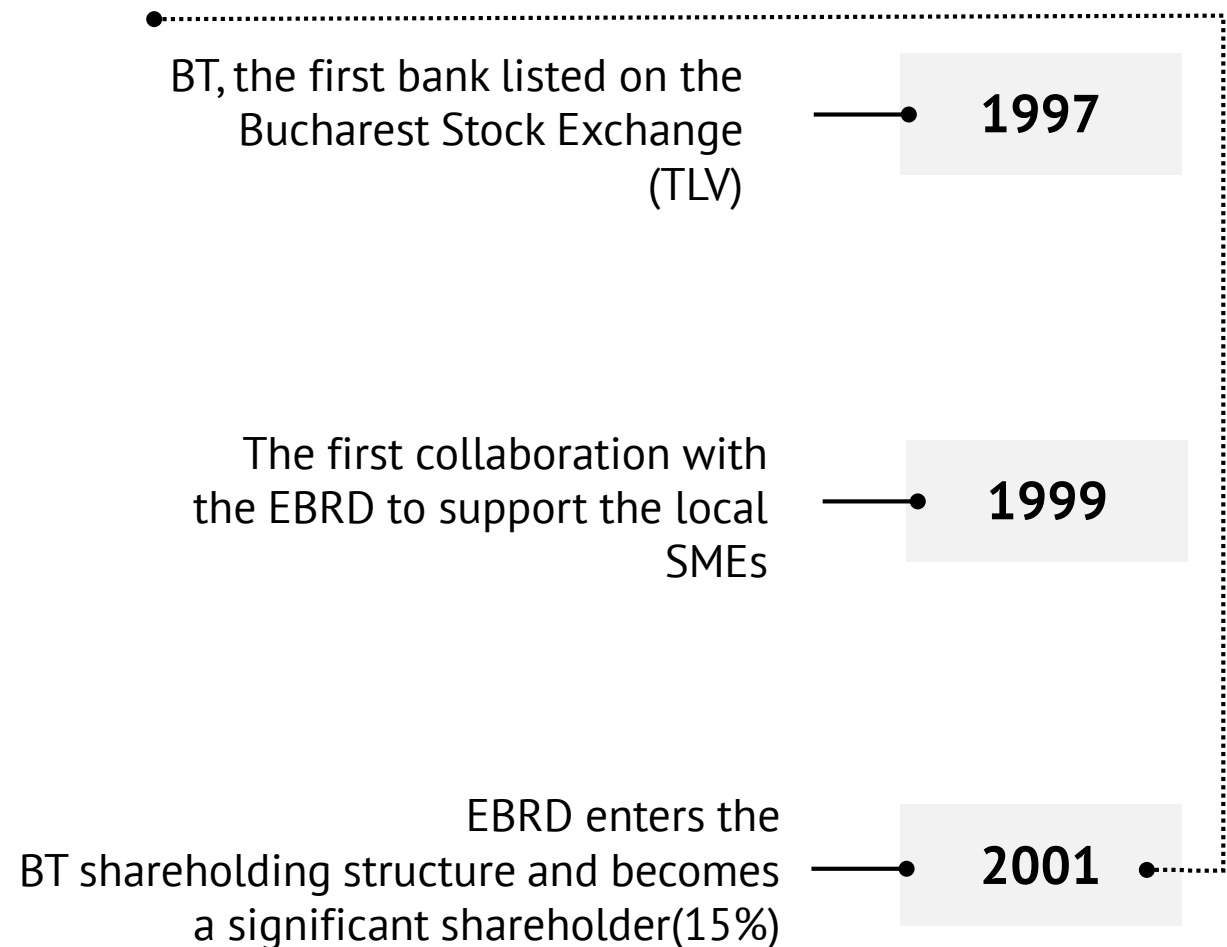 BT, the first bank listed on the
Bucharest Stock Exchange
(TLV)
1997
The first collaboration with
the EBRD to support the local
SMEs
1999
EBRD enters the
BT shareholding structure and becomes
a significant shareholder(15%)
2001